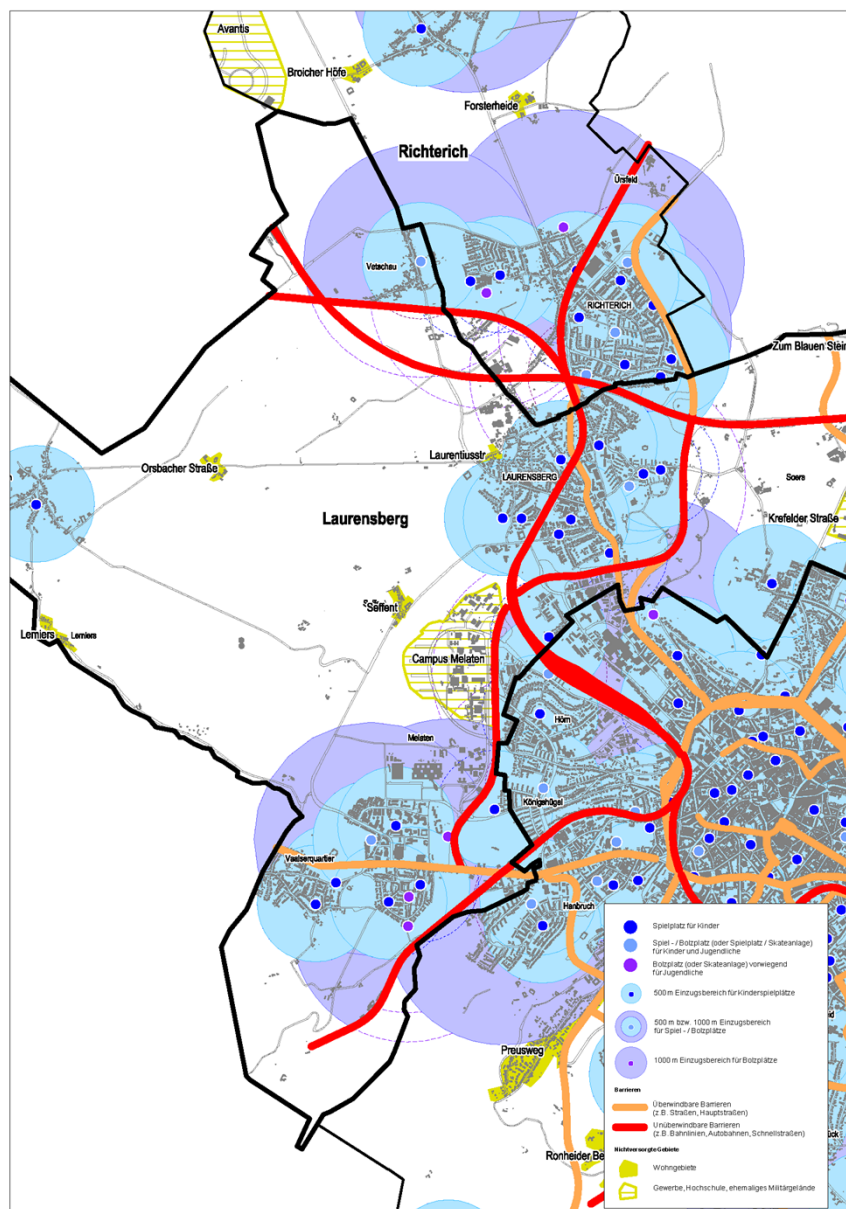 Avantis
Broicher Höfe
Forsterheide
Richterich
Ürsfeld
Vetschau
RICHTERICH
Zum Blauen Stein
Orsbacher Straße
Laurentiusstr
LAURENSBERG
Soers
Laurensberg
Krefelder Straße
Seffent
Lemiers
Lemiers
Campus Melaten
Hörn
Melaten
Königshügel
Vaalserquartier
Hanbruch
Preusweg
Ronheider Be
Spielplatz für Kinder
Spiel- / Bolzplatz (oder Spielplatz / Skateanlage)
für Kinder und Jugendliche
Bolzplatz (oder Skateanlage) vorwiegend
für Jugendliche
500 m Einzugsbereich für Kinderspielplätze
500 m bzw. 1000 m Einzugsbereich
für Spiel- / Bolzplätze
1000 m Einzugsbereich für Bolzplätze
Barrieren
Überwindbare Barrieren
(z.B. Straßen, Hauptstraßen)
Unüberwindbare Barrieren
(z.B. Bahnlinien, Autobahnen, Schnellstraßen)
Nichtversorgte Gebiete
Wohngebiete
Gewerbe, Hochschule, ehemaliges Militärgelände